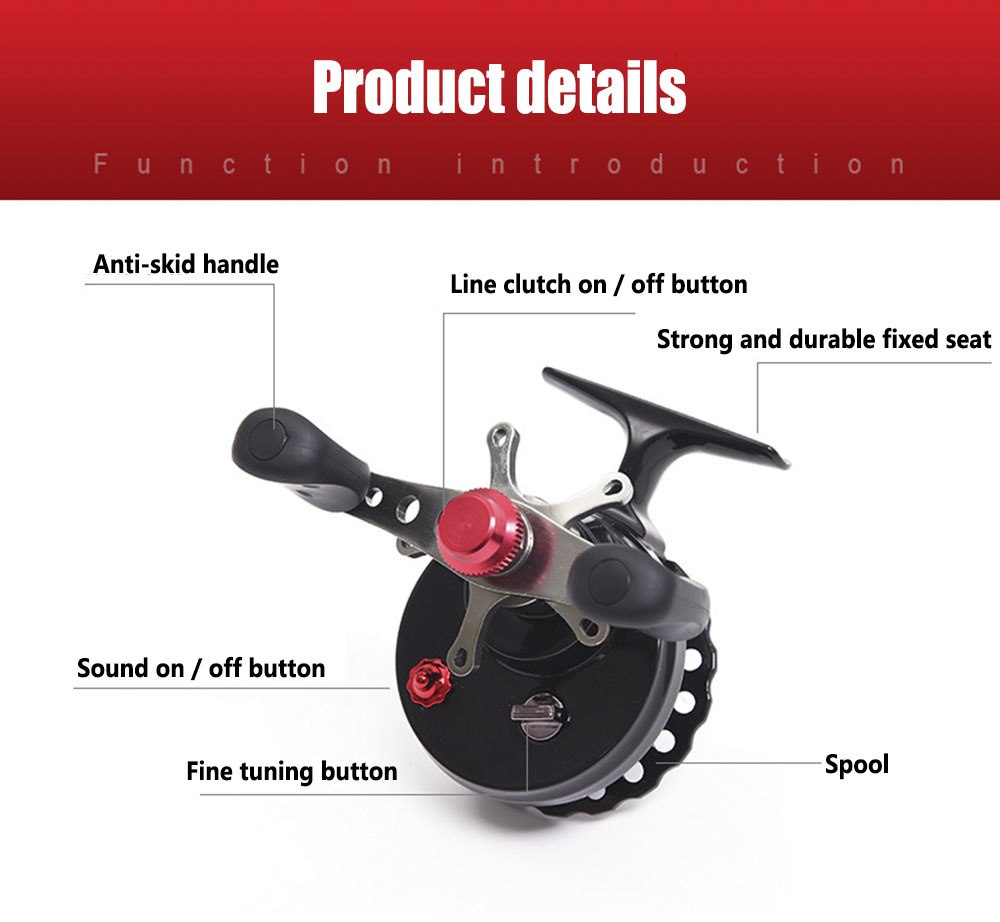 Product details
Function introduction
Anti-skid handle
Line clutch on / off button
Strong and durable fixed seat
Sound on / off button
Fine tuning button
Spool